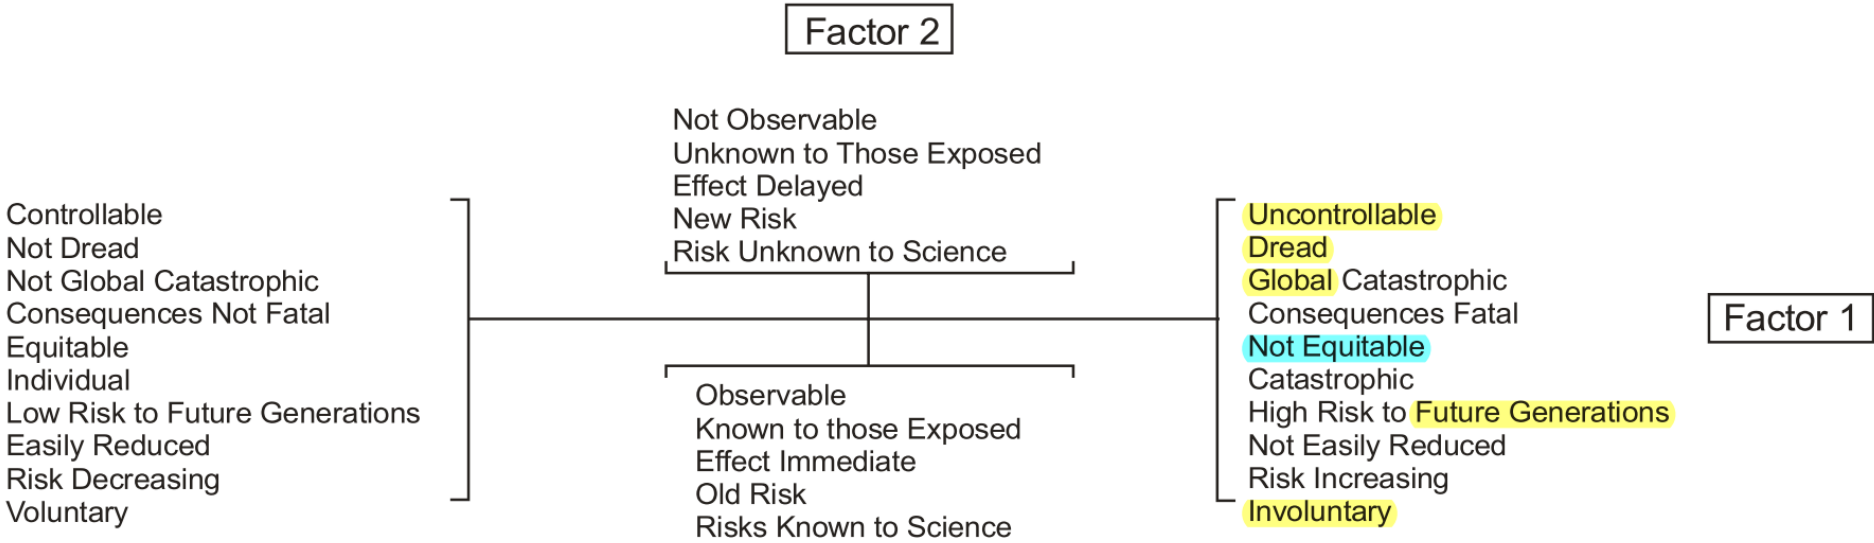 Factor 2
Not Observable
Unknown to Those Exposed
Effect Delayed
New Risk
Risk Unknown to Science
Controllable
Not Dread
Not Global Catastrophic
Consequences Not Fatal
Equitable
Individual
Low Risk to Future Generations
Easily Reduced
Risk Decreasing
Voluntary
Uncontrollable
Dread
Global Catastrophic
Consequences Fatal
Not Equitable
Catastrophic
High Risk to Future Generations
Not Easily Reduced
Risk Increasing
Involuntary
Factor 1
Observable
Known to those Exposed
Effect Immediate
Old Risk
Risks Known to Science